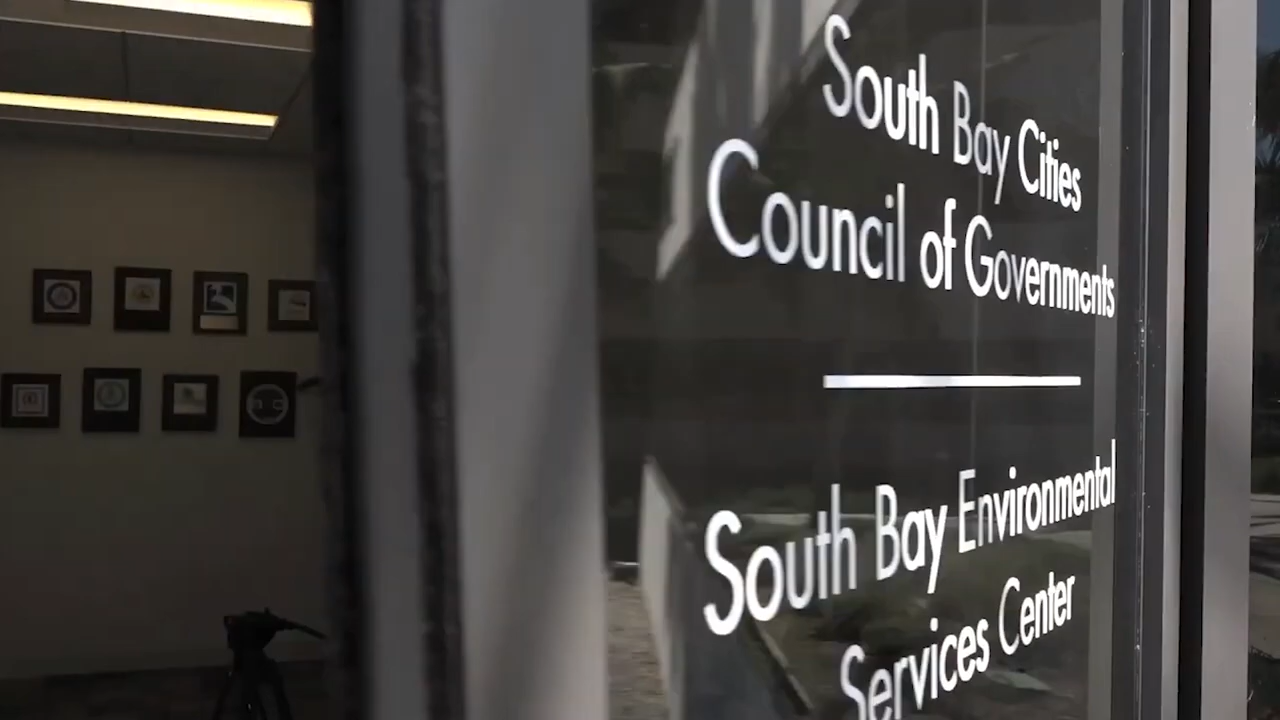 South Bay Cities
Council of Governments
South Bay Environmental
Services Center